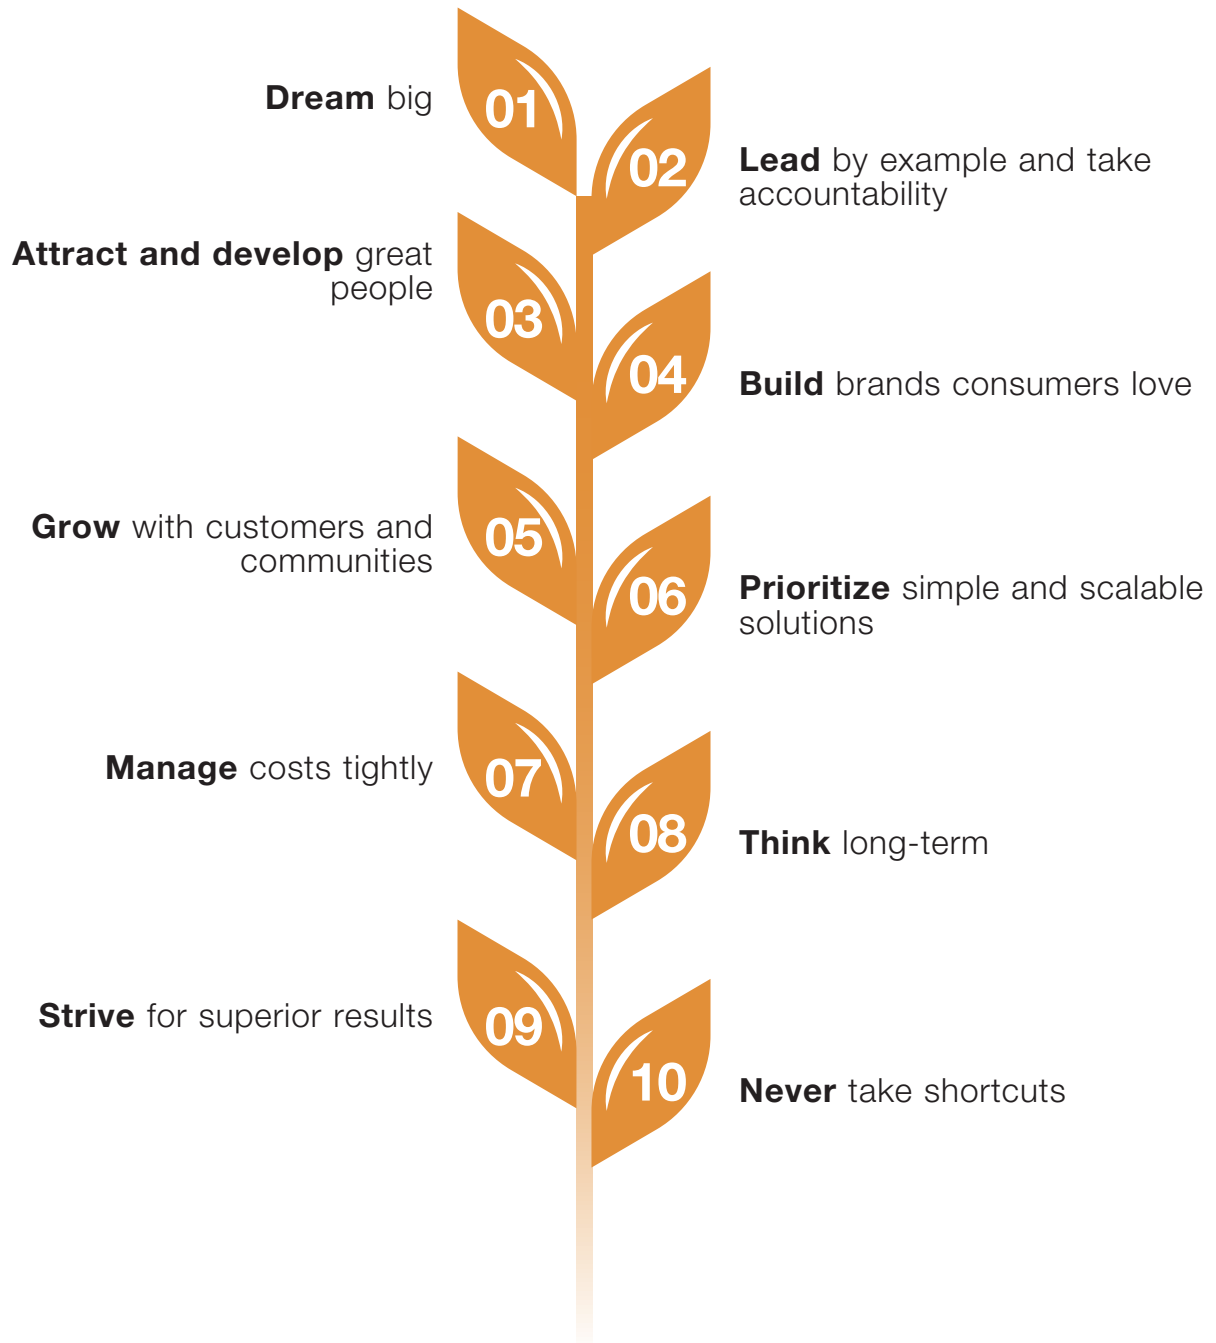 01
Dream big
02
Lead by example and take
accountability
03
Attract and develop great
people
04
Build brands consumers love
05
Grow with customers and
communities
06
Prioritize simple and scalable
solutions
07
Manage costs tightly
08
Think long-term
09
Strive for superior results
10
Never take shortcuts